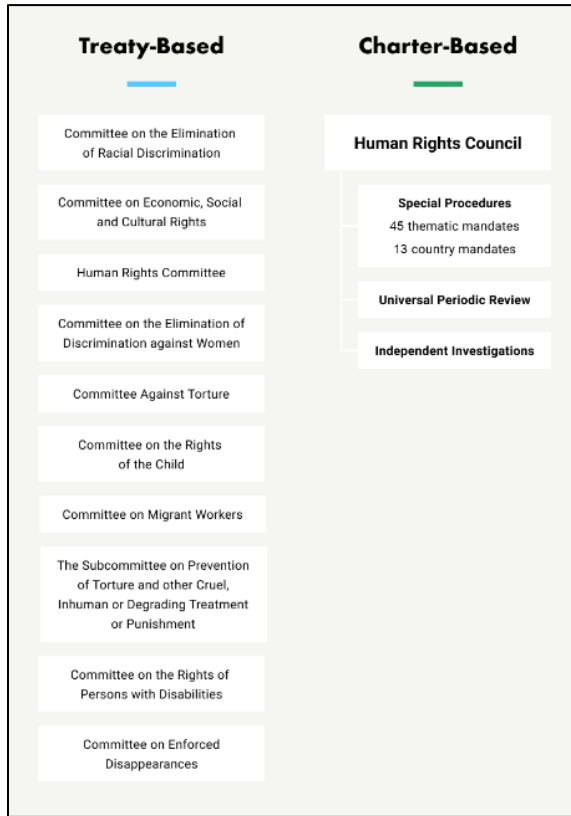 Treaty-Based
Committee on the Elimination
of Racial Discrimination
Committee on Economic, Social
and Cultural Rights
Human Rights Committee
Committee on the Elimination of
Discrimination against Women
Committee Against Torture
Committee on the Rights
of the Child
Committee on Migrant Workers
The Subcommittee on Prevention
of Torture and other Cruel,
Inhuman or Degrading Treatment
or Punishment
Committee on the Rights of
Persons with Disabilities
Committee on Enforced
Disappearances
Charter-Based
Human Rights Council
Special Procedures
45 thematic mandates
13 country mandates
Universal Periodic Review
Independent Investigations